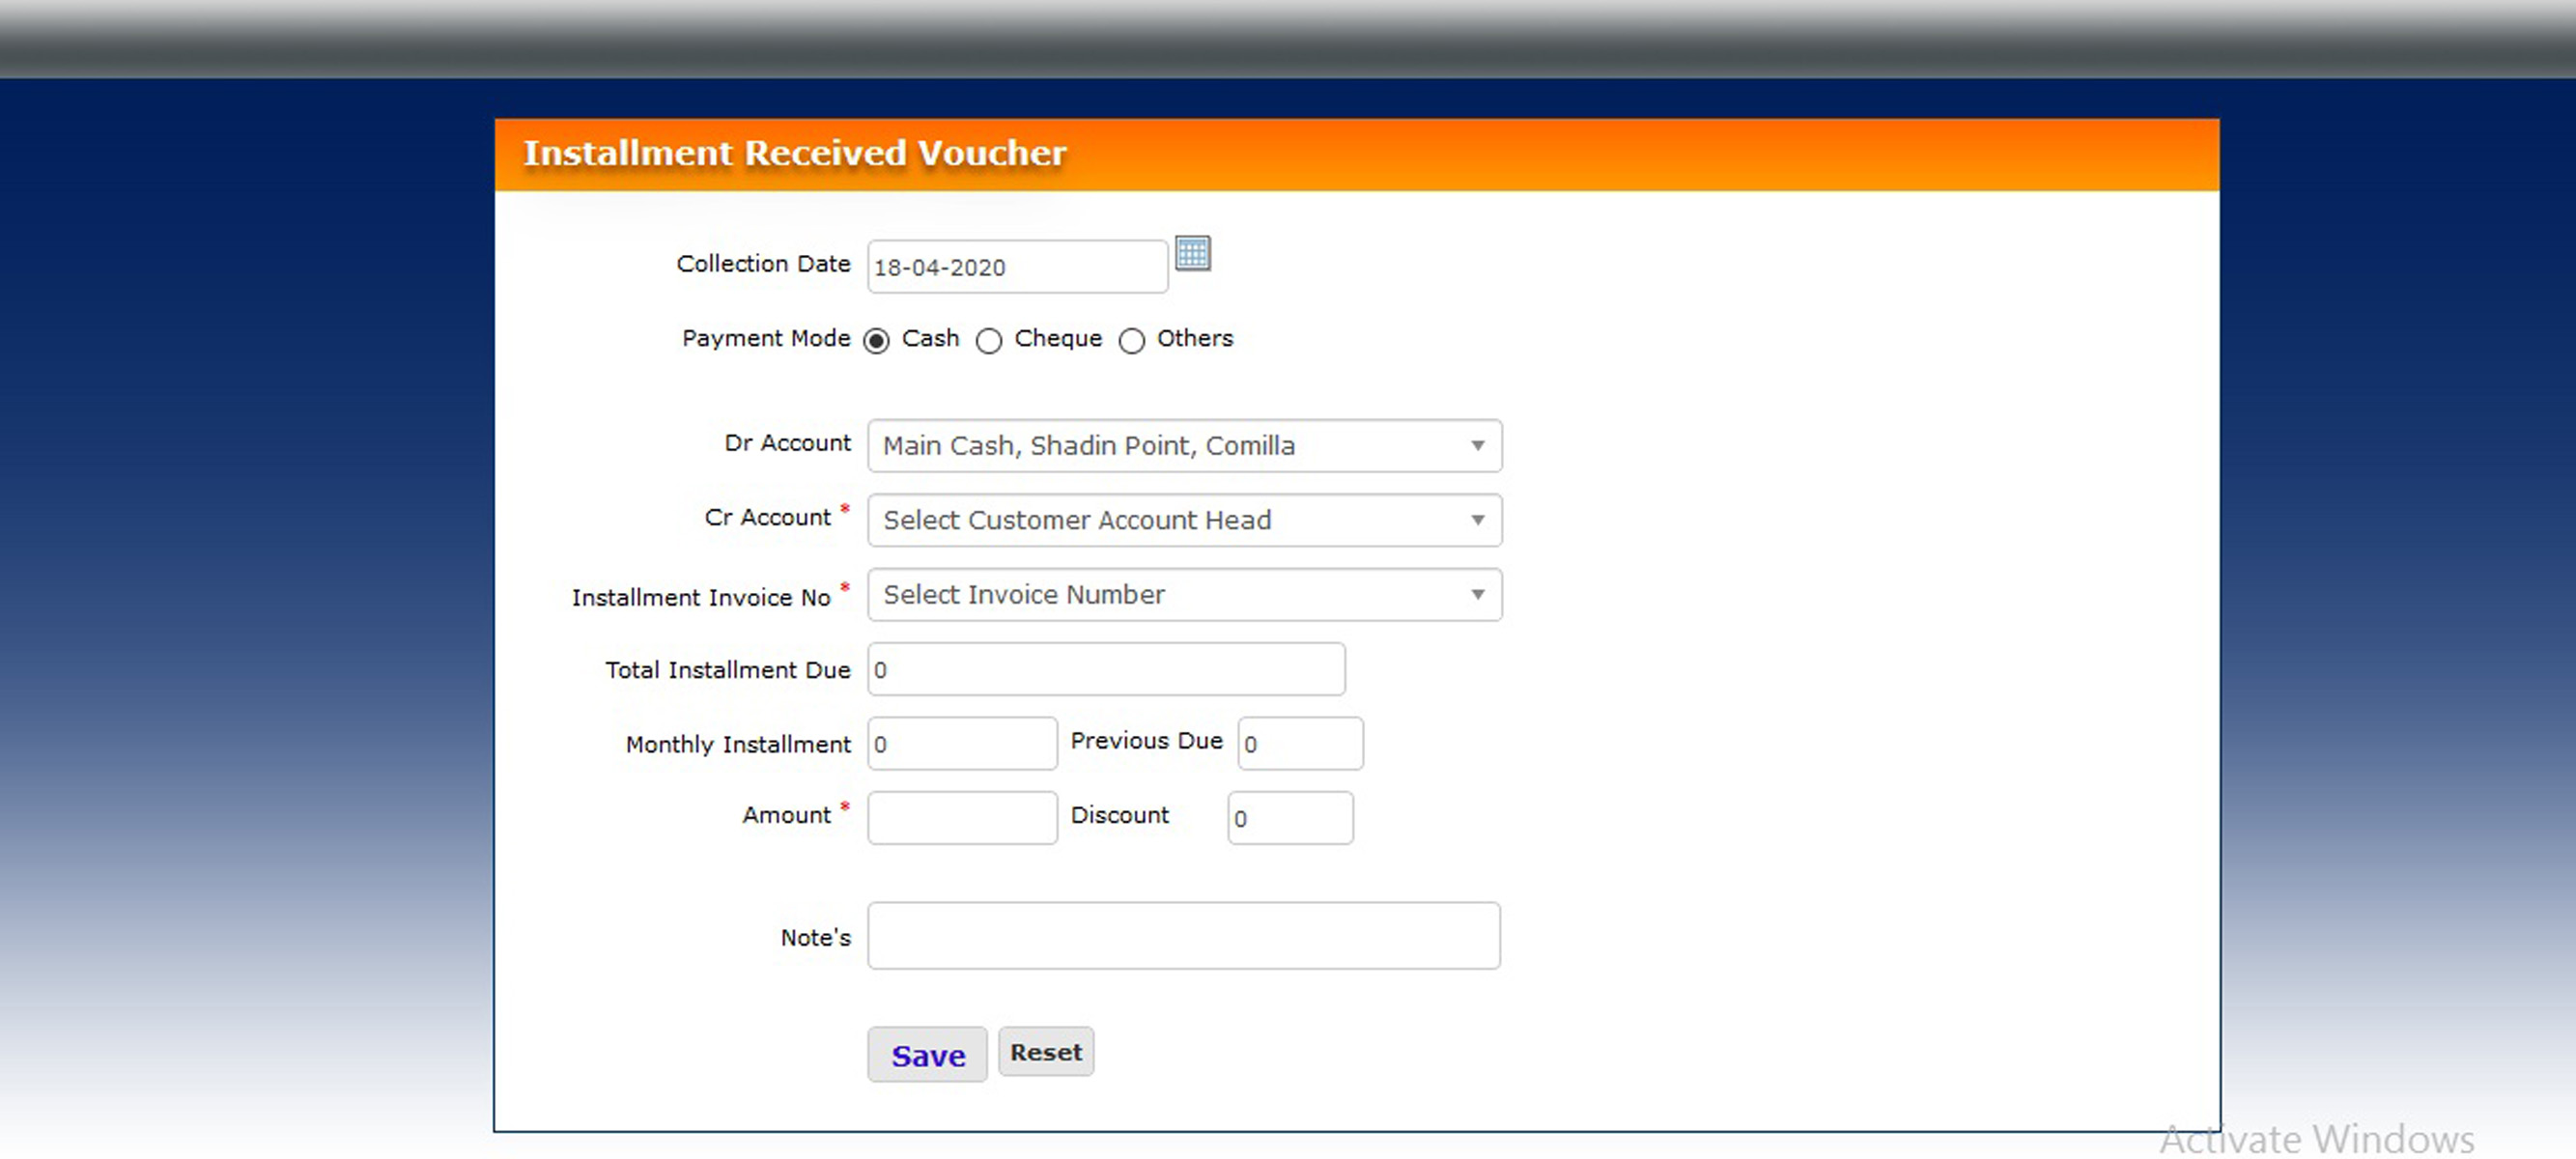 Installment Received Voucher
Collection Date 18-04-2020
Payment Mode Cash Cheque Others
Dr Account Main Cash, Shadin Point, Comilla
Cr Account * Select Customer Account Head
Installment Invoice No * Select Invoice Number
Total Installment Due 0
Monthly Installment 0 Previous Due 0
Amount * Discount 0
Note's
Save Reset
Activate Windows